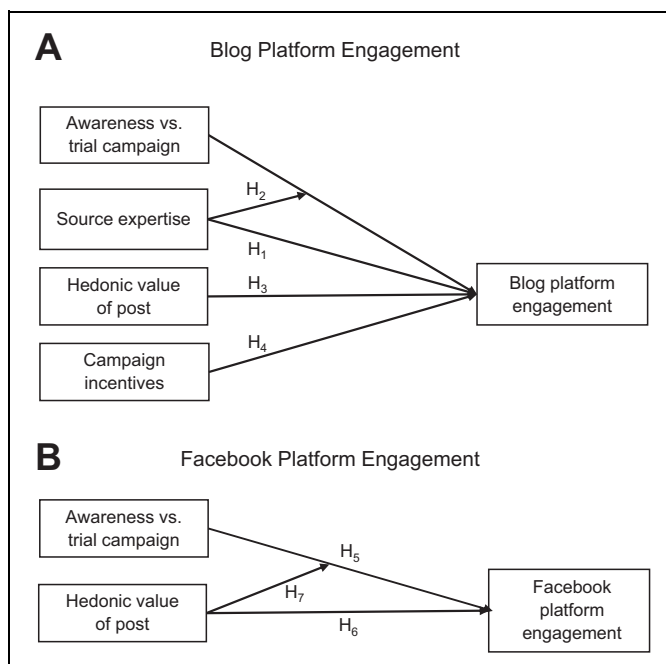 A
Blog Platform Engagement
Awareness vs.
trial campaign
H₂
Source expertise
H₁
Blog platform
engagement
Hedonic value
of post
H₃
Campaign
incentives
H₄
B
Facebook Platform Engagement
Awareness vs.
trial campaign
H₅
Hedonic value
of post
H₇
H₆
Facebook
platform
engagement